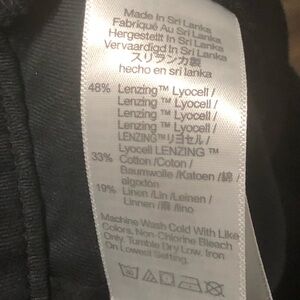 Made In Sri Lanka
Fabriqué Au Sri Lanka
Hergestellt In Sri Lanka
Vervaardigd In Sri Lanka
スリランカ製
hecho en sri lanka
48% Lenzing™ Lyocell /
Lenzing™ Lyocell /
Lenzing™ Lyocell /
Lenzing™ Lyocell /
LENZING™リヨセル /
Lyocell LENZING™
33% Cotton /Coton /
Baumwolle /Katoen /綿 /
algodón
19% Linen /Lin /Leinen /
Linnen /麻 /lino
Machine Wash Cold With Like
Colors, Non-Chlorine Bleach
Only, Tumble Dry Low, Iron
On Lowest Setting.